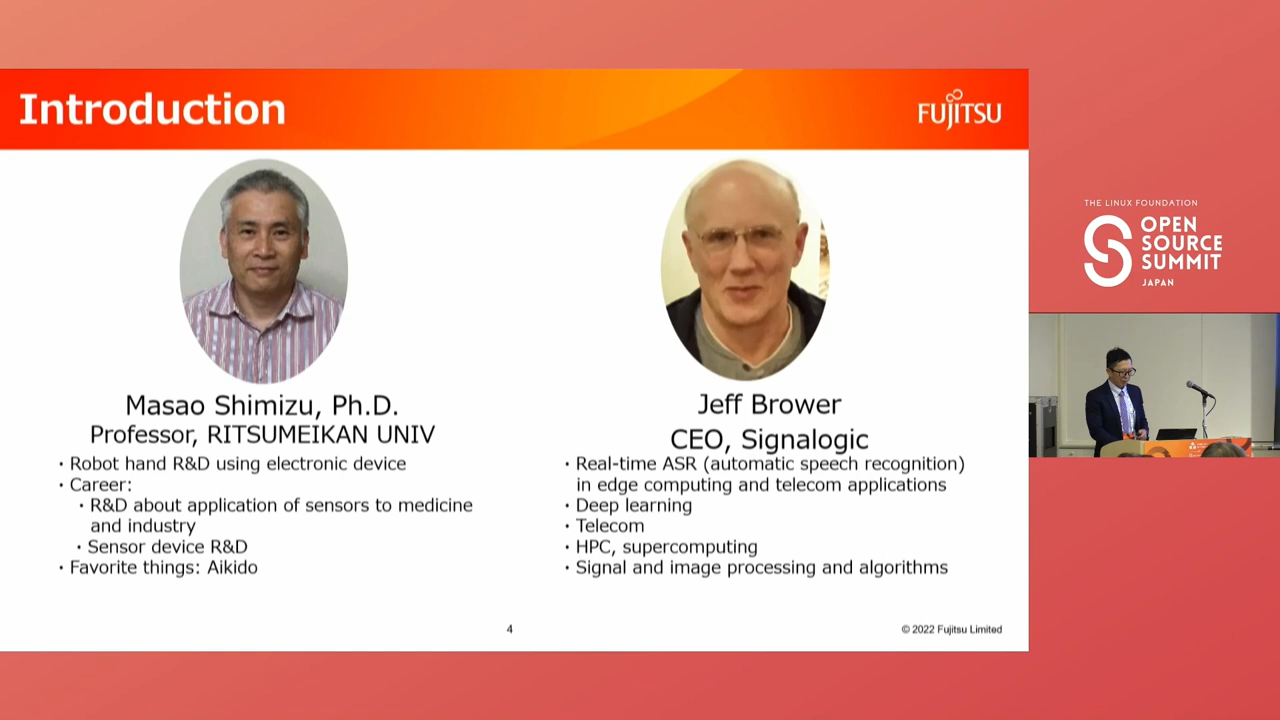 Introduction
FUJITSU
Masao Shimizu, Ph.D.
Professor, RITSUMEIKAN UNIV
・Robot hand R&D using electronic device
・Career:
・R&D about application of sensors to medicine
and industry
・Sensor device R&D
・Favorite things: Aikido
Jeff Brower
CEO, Signalogic
・Real-time ASR (automatic speech recognition)
in edge computing and telecom applications
・Deep learning
・Telecom
・HPC, supercomputing
・Signal and image processing and algorithms
4
© 2022 Fujitsu Limited
THE LINUX FOUNDATION
OPEN
SOURCE
SUMMIT
JAPAN